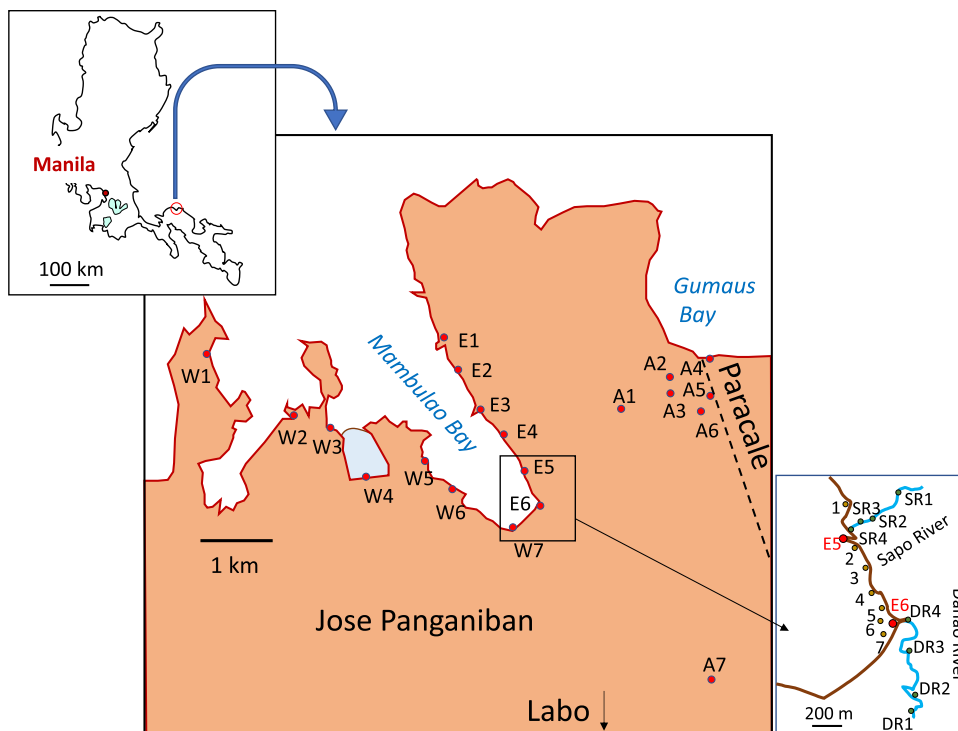 Manila
100 km
Gumaus
Bay
Mambulao Bay
E1
E2
E3
E4
E5
E6
W1
W2
W3
W4
W5
W6
W7
A1
A2
A3
A4
A5
A6
A7
Paracale
1 km
Jose Panganiban
Labo
1
SR3
SR1
SR2
SR4
E5
Sapo River
2
3
4
E6
5
6
7
DR4
DR3
DR2
DR1
Danao River
200 m